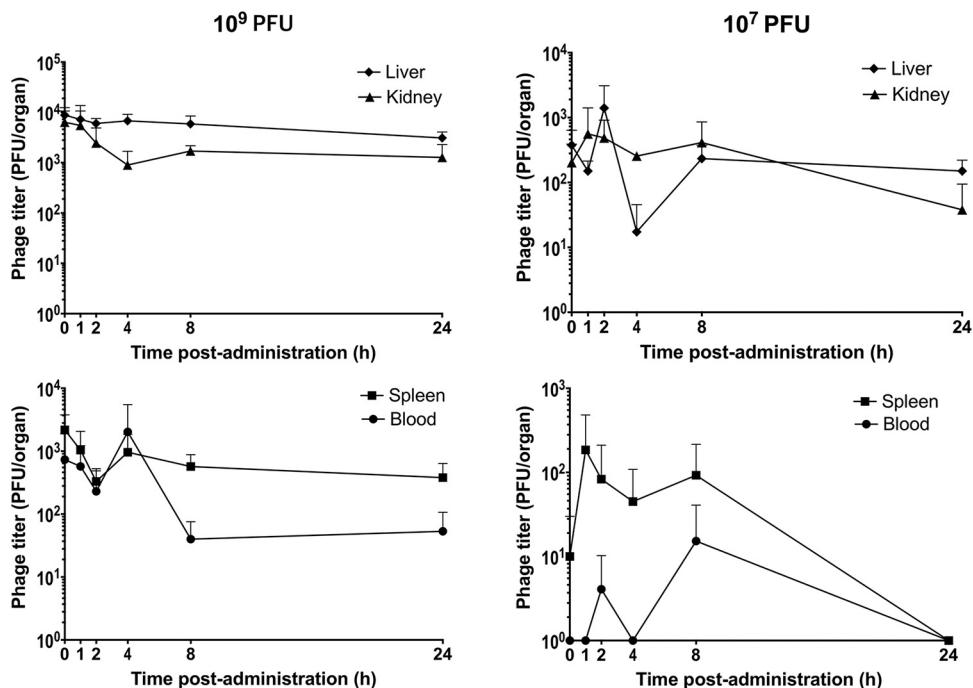 10⁹ PFU
10⁵
10⁴
10³
10²
10¹
10⁰
Phage titer (PFU/organ)
Liver
Kidney
0 1 2 4 8 24
Time post-administration (h)
10⁷ PFU
10⁴
10³
10²
10¹
10⁰
Phage titer (PFU/organ)
Liver
Kidney
0 1 2 4 8 24
Time post-administration (h)
10⁴
10³
10²
10¹
10⁰
Phage titer (PFU/organ)
Spleen
Blood
0 1 2 4 8 24
Time post-administration (h)
10³
10²
10¹
10⁰
Phage titer (PFU/organ)
Spleen
Blood
0 1 2 4 8 24
Time post-administration (h)